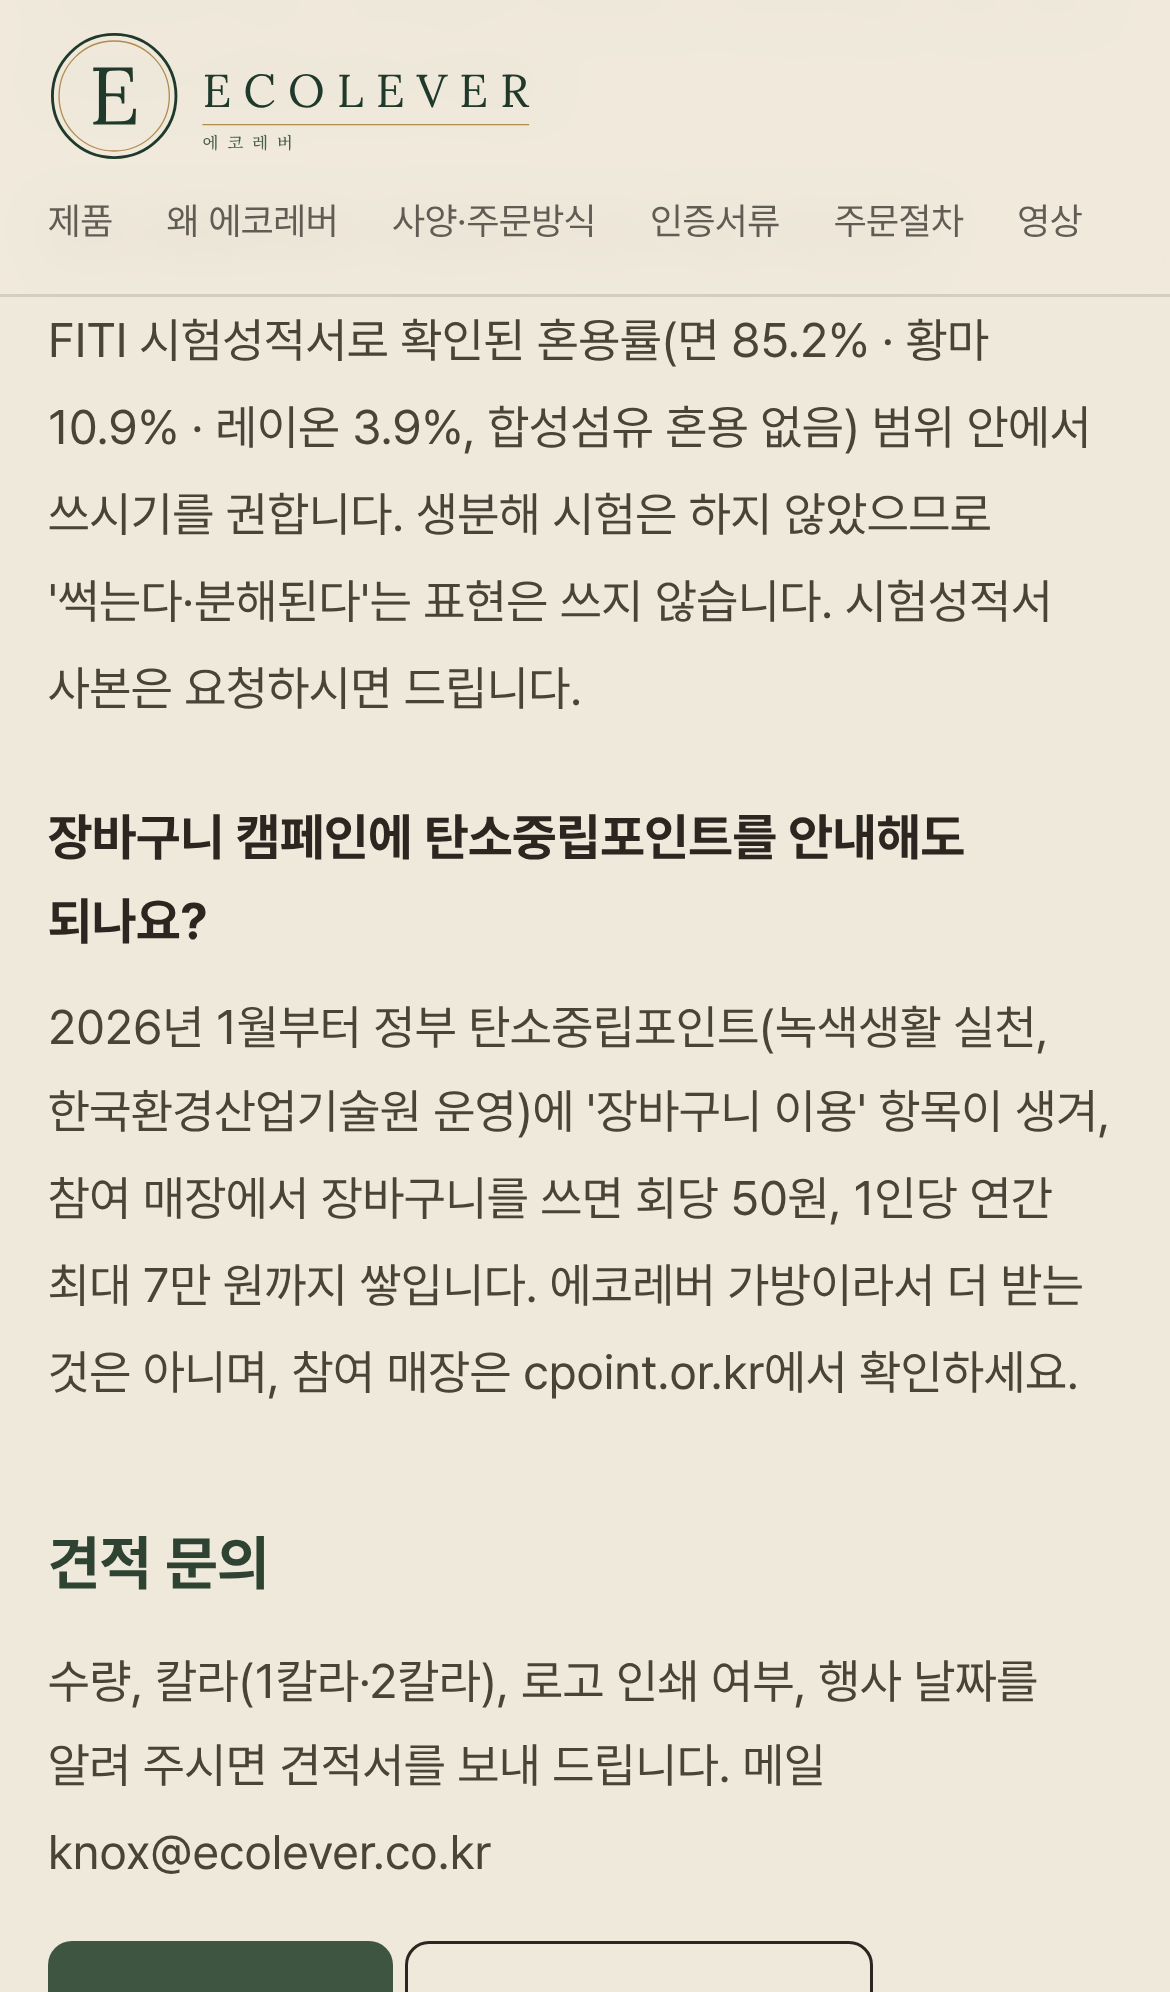 E
ECOLEVER
에코레버
제품 왜 에코레버 사양·주문방식 인증서류 주문절차 영상
FITI 시험성적서로 확인된 혼용률(면 85.2% · 황마
10.9% · 레이온 3.9%, 합성섬유 혼용 없음) 범위 안에서
쓰시기를 권합니다. 생분해 시험은 하지 않았으므로
'썩는다·분해된다'는 표현은 쓰지 않습니다. 시험성적서
사본은 요청하시면 드립니다.
장바구니 캠페인에 탄소중립포인트를 안내해도
되나요?
2026년 1월부터 정부 탄소중립포인트(녹색생활 실천,
한국환경산업기술원 운영)에 '장바구니 이용' 항목이 생겨,
참여 매장에서 장바구니를 쓰면 회당 50원, 1인당 연간
최대 7만 원까지 쌓입니다. 에코레버 가방이라서 더 받는
것은 아니며, 참여 매장은 cpoint.or.kr에서 확인하세요.
견적 문의
수량, 칼라(1칼라·2칼라), 로고 인쇄 여부, 행사 날짜를
알려 주시면 견적서를 보내 드립니다. 메일
knox@ecolever.co.kr